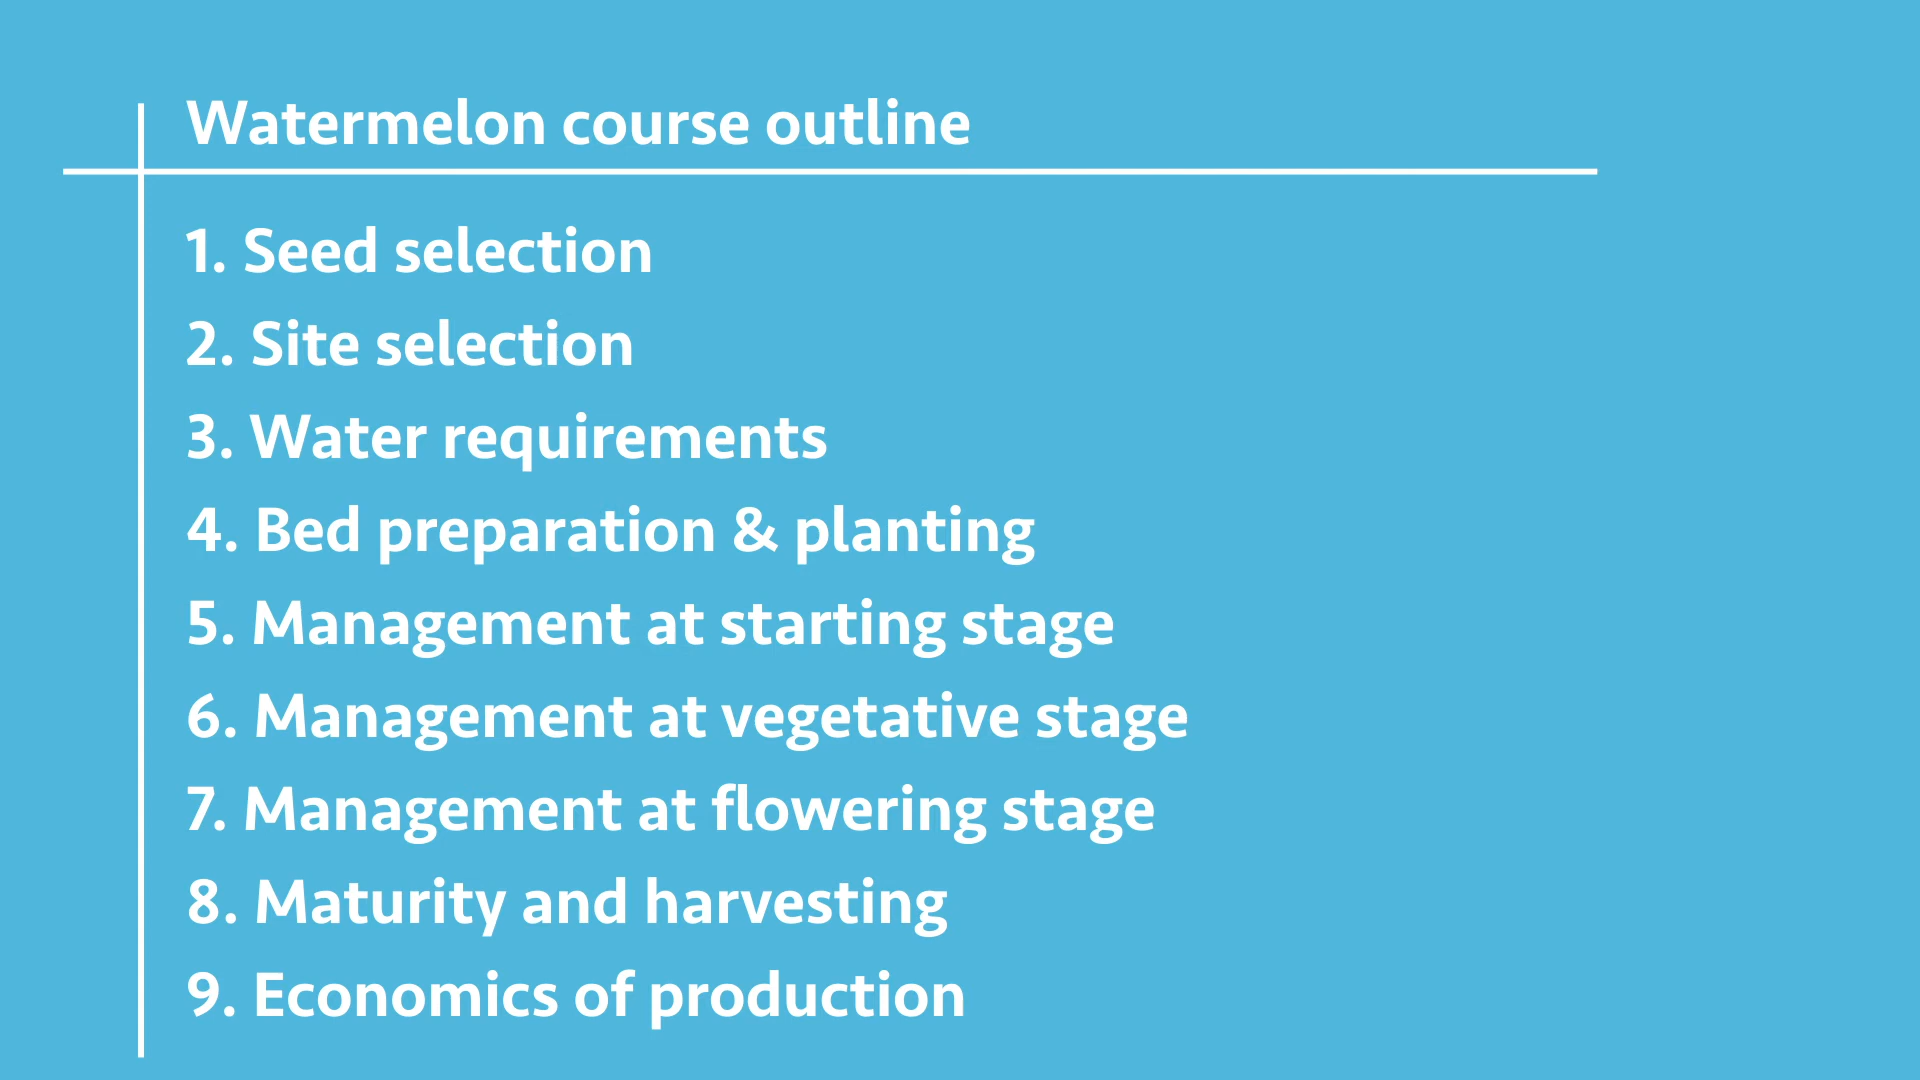 Watermelon course outline
1. Seed selection
2. Site selection
3. Water requirements
4. Bed preparation & planting
5. Management at starting stage
6. Management at vegetative stage
7. Management at flowering stage
8. Maturity and harvesting
9. Economics of production